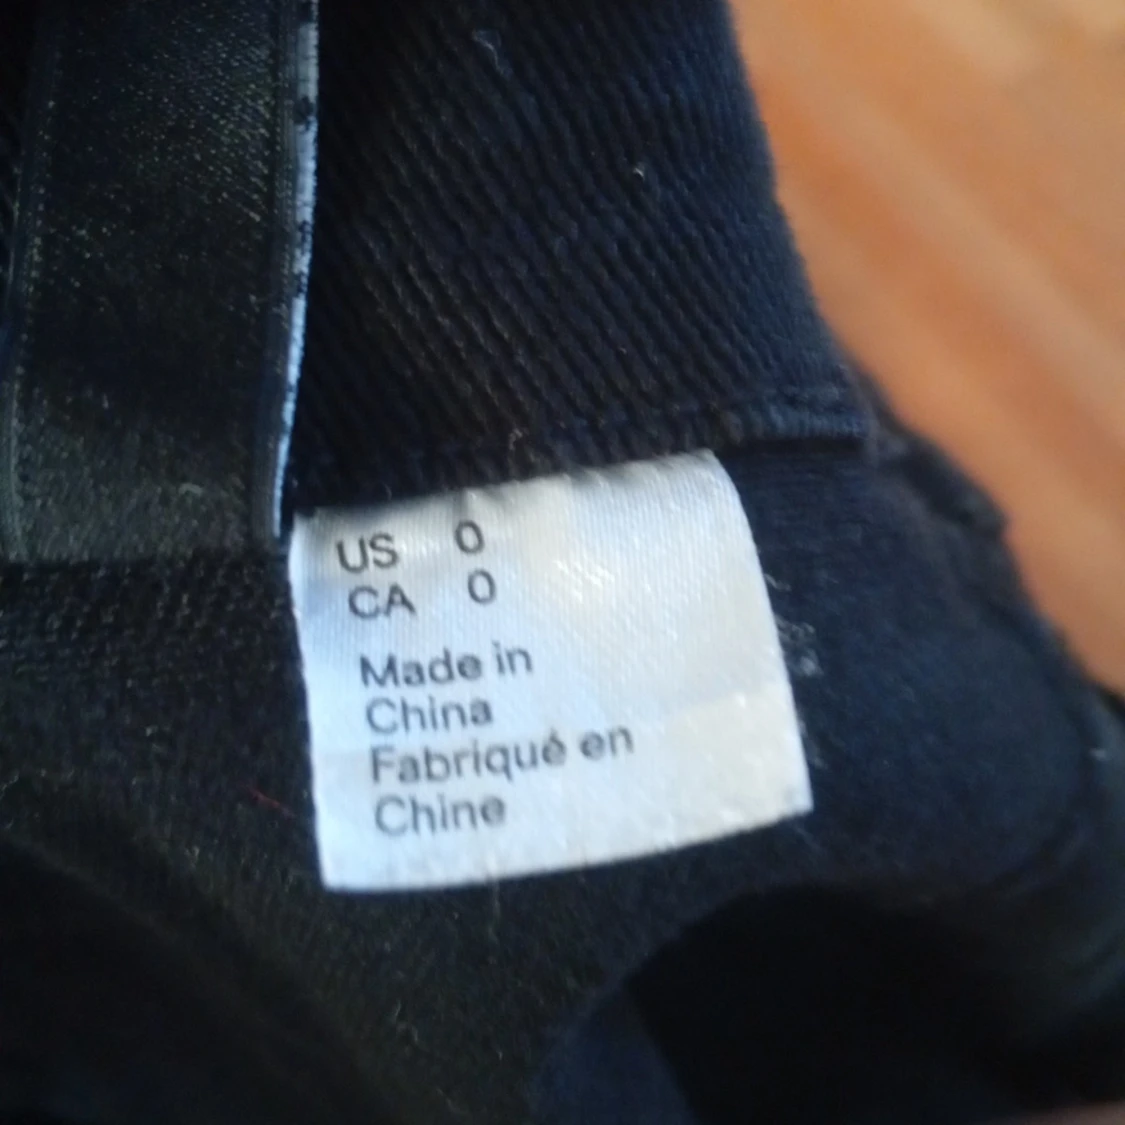 US 0
CA 0
Made in
China
Fabriqué en
Chine